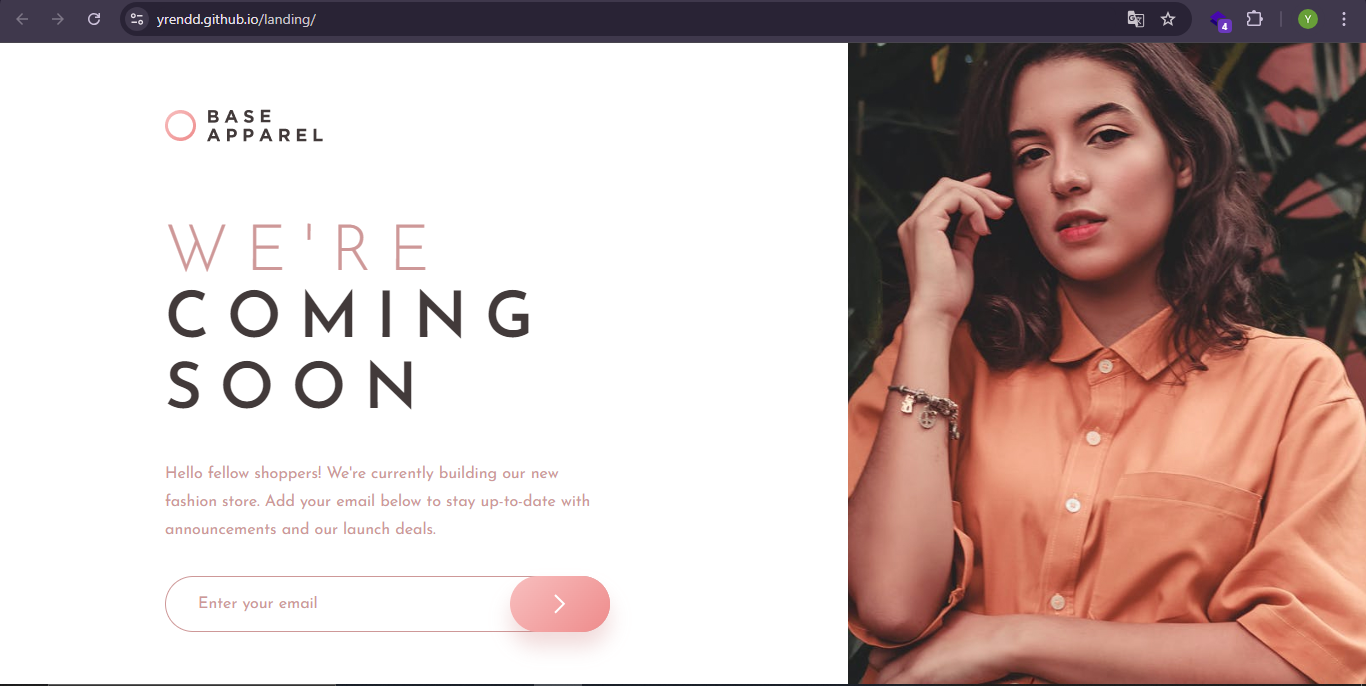 yrendd.github.io/landing/
4
Y
BASE
APPAREL
WE'RE
COMING
SOON
Hello fellow shoppers! We're currently building our new
fashion store. Add your email below to stay up-to-date with
announcements and our launch deals.
Enter your email